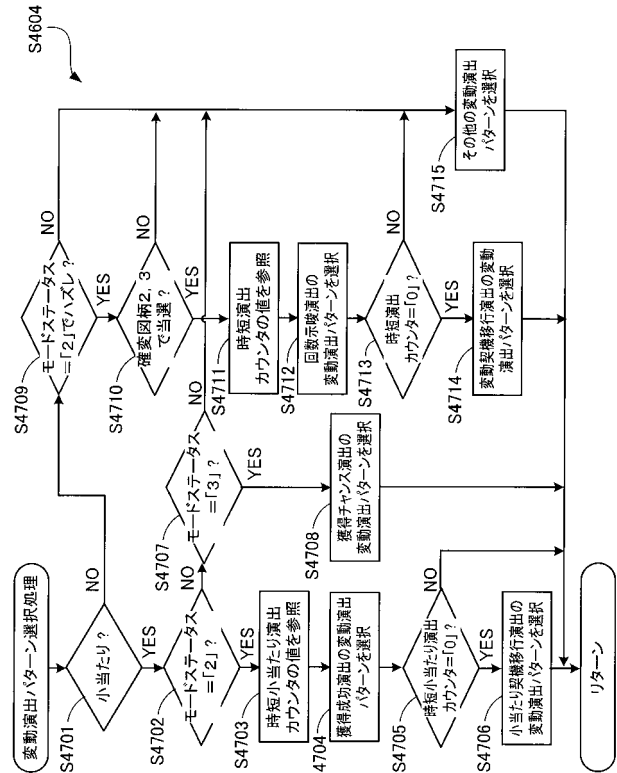 S4604
変動演出パターン選択処理
S4701
小当たり？
NO
YES
S4702
モードステータス
=「2」？
NO
YES
S4703
時短小当たり演出
カウンタの値を参照
4704
獲得成功演出の変動演出
パターンを選択
S4705
時短小当たり演出
カウンタ=「0」？
NO
YES
S4706
小当たり契機移行演出の
変動演出パターンを選択
リターン
S4707
モードステータス
=「3」？
NO
YES
S4708
獲得チャンス演出の
変動演出パターンを選択
S4709
モードステータス
=「2」でハズレ？
NO
YES
S4710
確変図柄2, 3
で当選？
NO
YES
S4711
時短演出
カウンタの値を参照
S4712
回数示唆演出の
変動演出パターンを選択
S4713
時短演出
カウンタ=「0」？
NO
YES
S4714
変動契機移行演出の変動
演出パターンを選択
S4715
その他の変動演出
パターンを選択